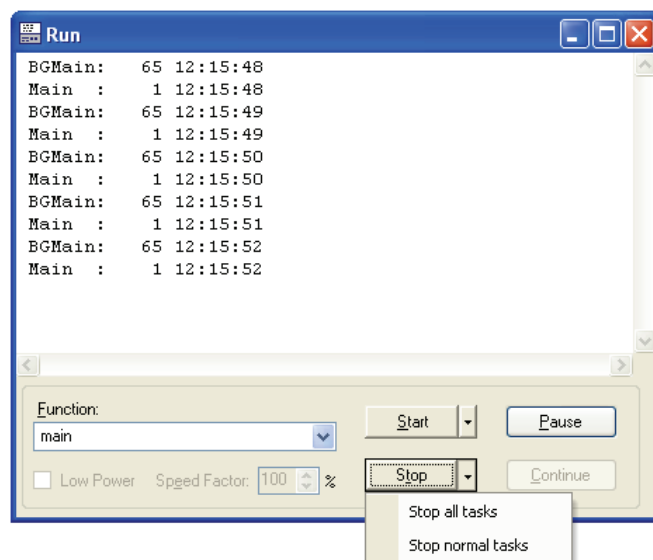 Run
BGMain:    65 12:15:48
Main  :     1 12:15:48
BGMain:    65 12:15:49
Main  :     1 12:15:49
BGMain:    65 12:15:50
Main  :     1 12:15:50
BGMain:    65 12:15:51
Main  :     1 12:15:51
BGMain:    65 12:15:52
Main  :     1 12:15:52
Function:
main
Start
Pause
Low Power Speed Factor: 100 %
Stop
Continue
Stop all tasks
Stop normal tasks